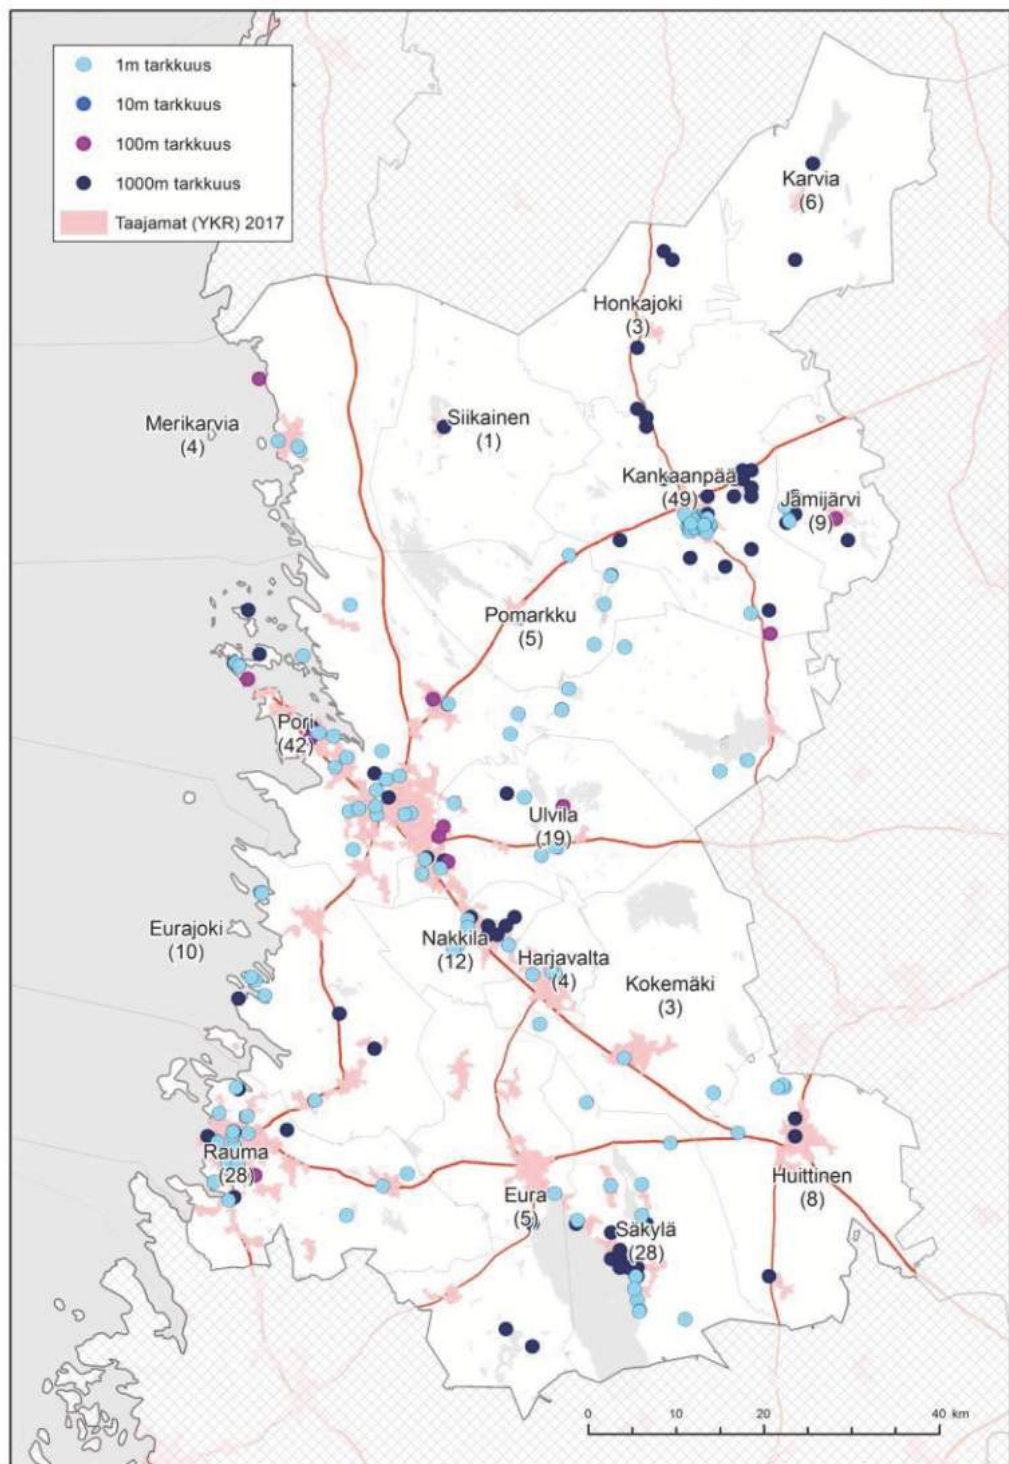 1m tarkkuus
10m tarkkuus
100m tarkkuus
1000m tarkkuus
Taajamat (YKR) 2017
Karvia
(6)
Honkajoki
(3)
Merikarvia
(4)
Siikainen
(1)
Kankaanpää
(49)
Jämijärvi
(9)
Pomarkku
(5)
Pori
(42)
Ulvila
(19)
Eurajoki
(10)
Nakkila
(12)
Harjavalta
(4)
Kokemäki
(3)
Rauma
(28)
Eura
(5)
Säkylä
(28)
Huittinen
(8)
0 10 20 40 km